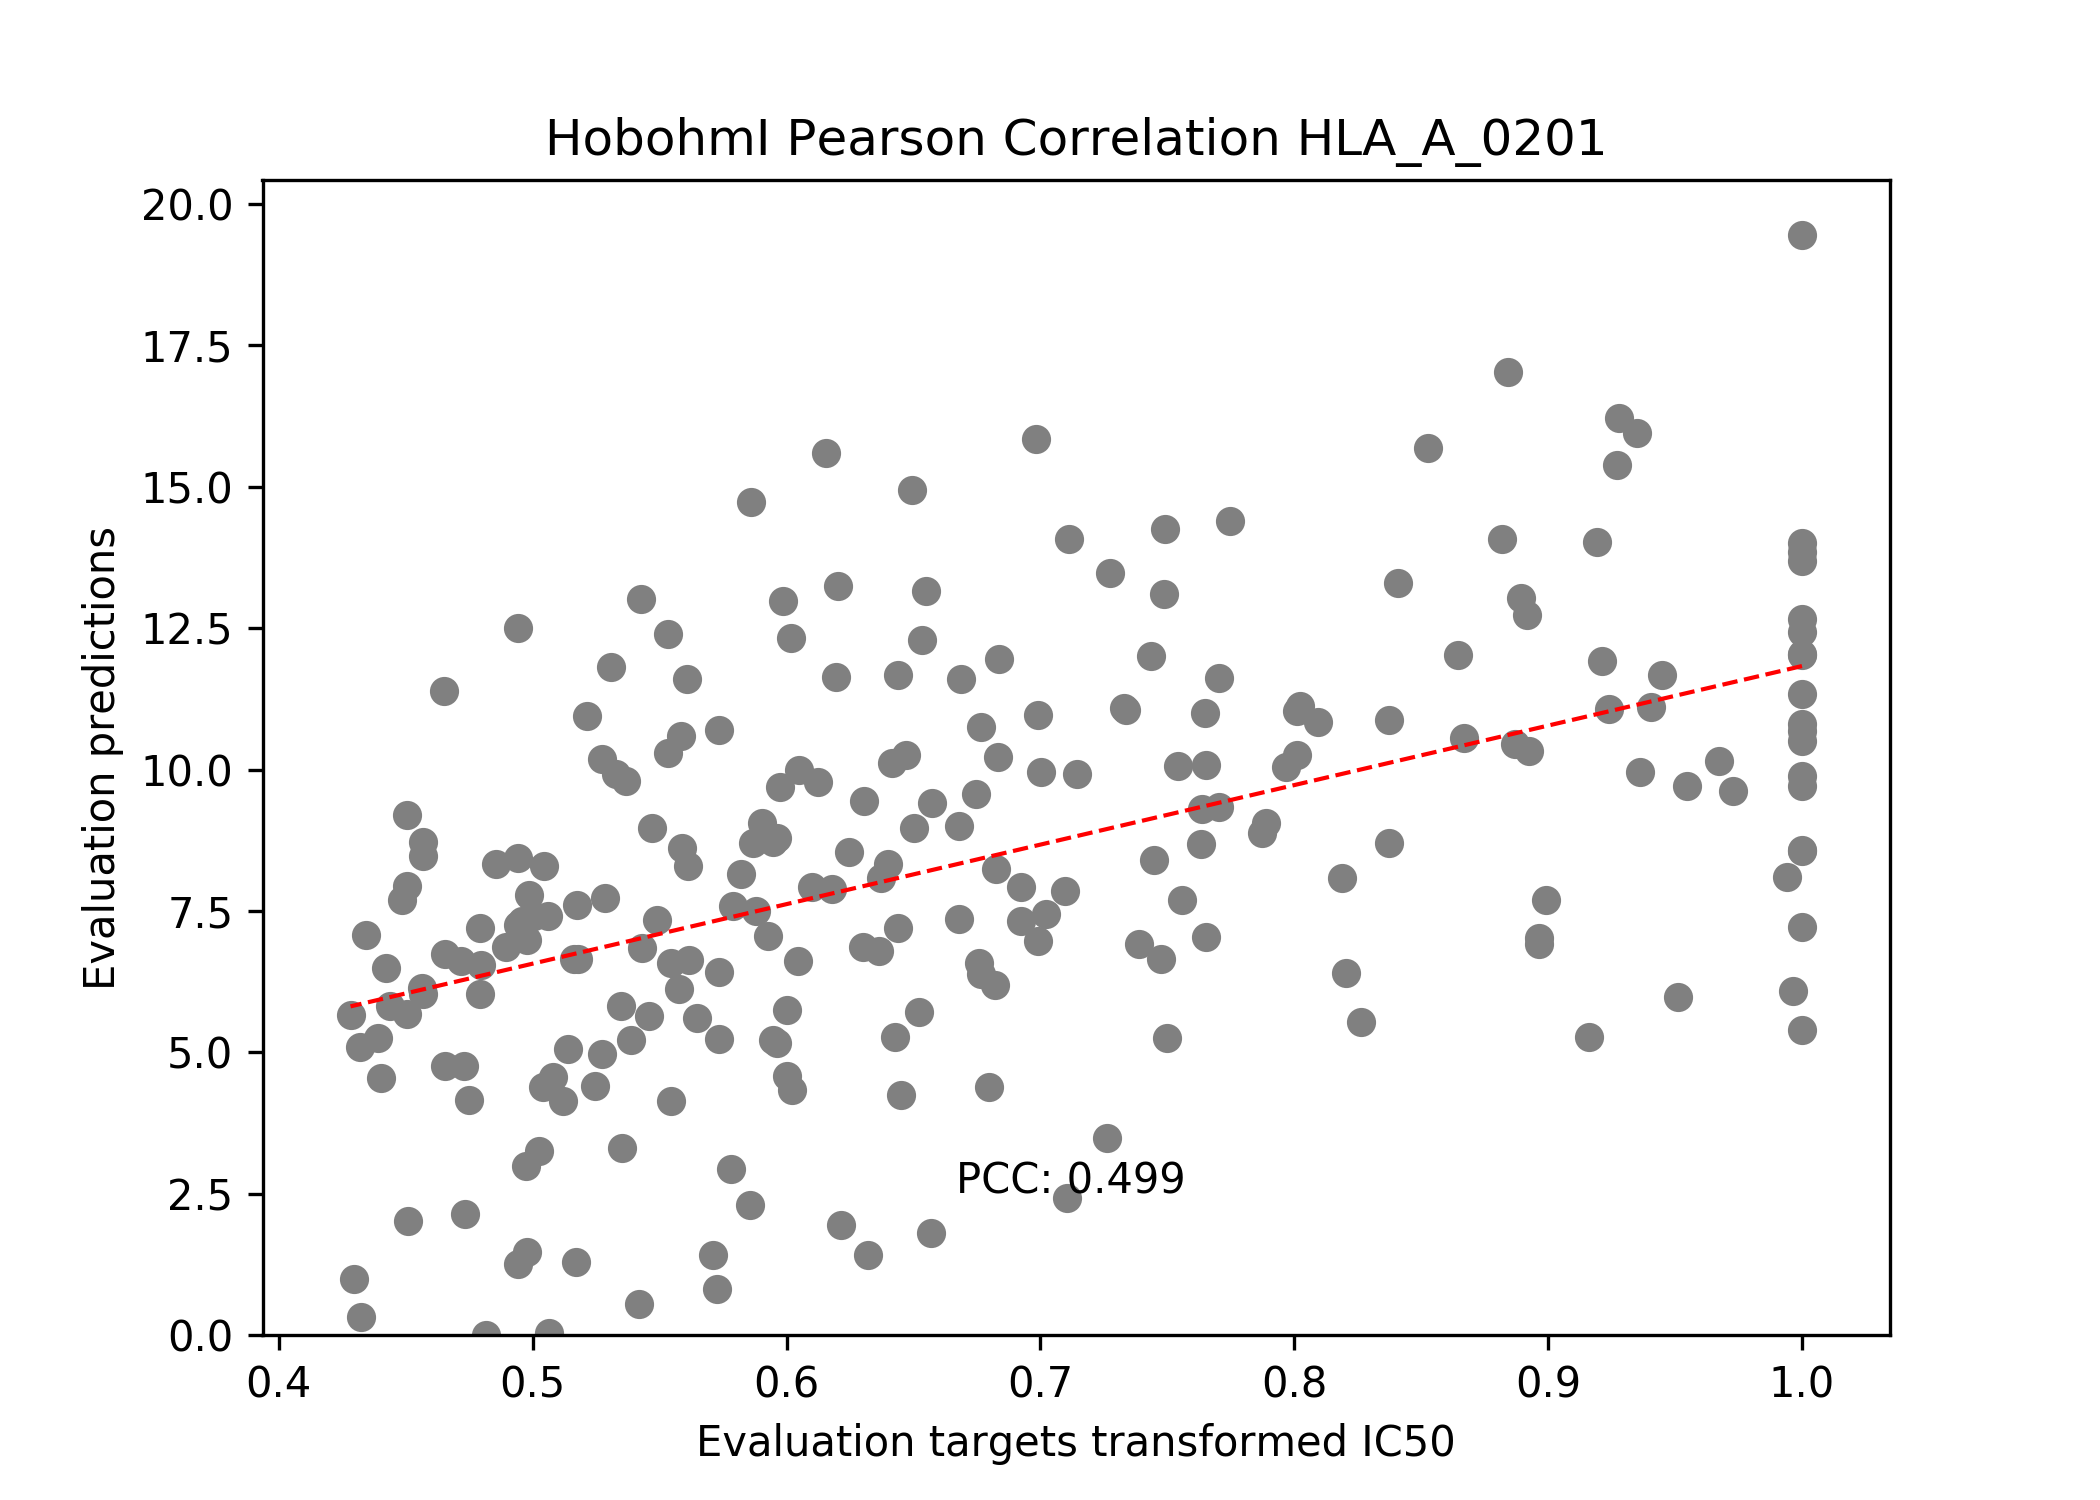 HobohmI Pearson Correlation HLA_A_0201
20.0
17.5
15.0
12.5
10.0
7.5
5.0
2.5
0.0
Evaluation predictions
PCC: 0.499
0.4 0.5 0.6 0.7 0.8 0.9 1.0
Evaluation targets transformed IC50